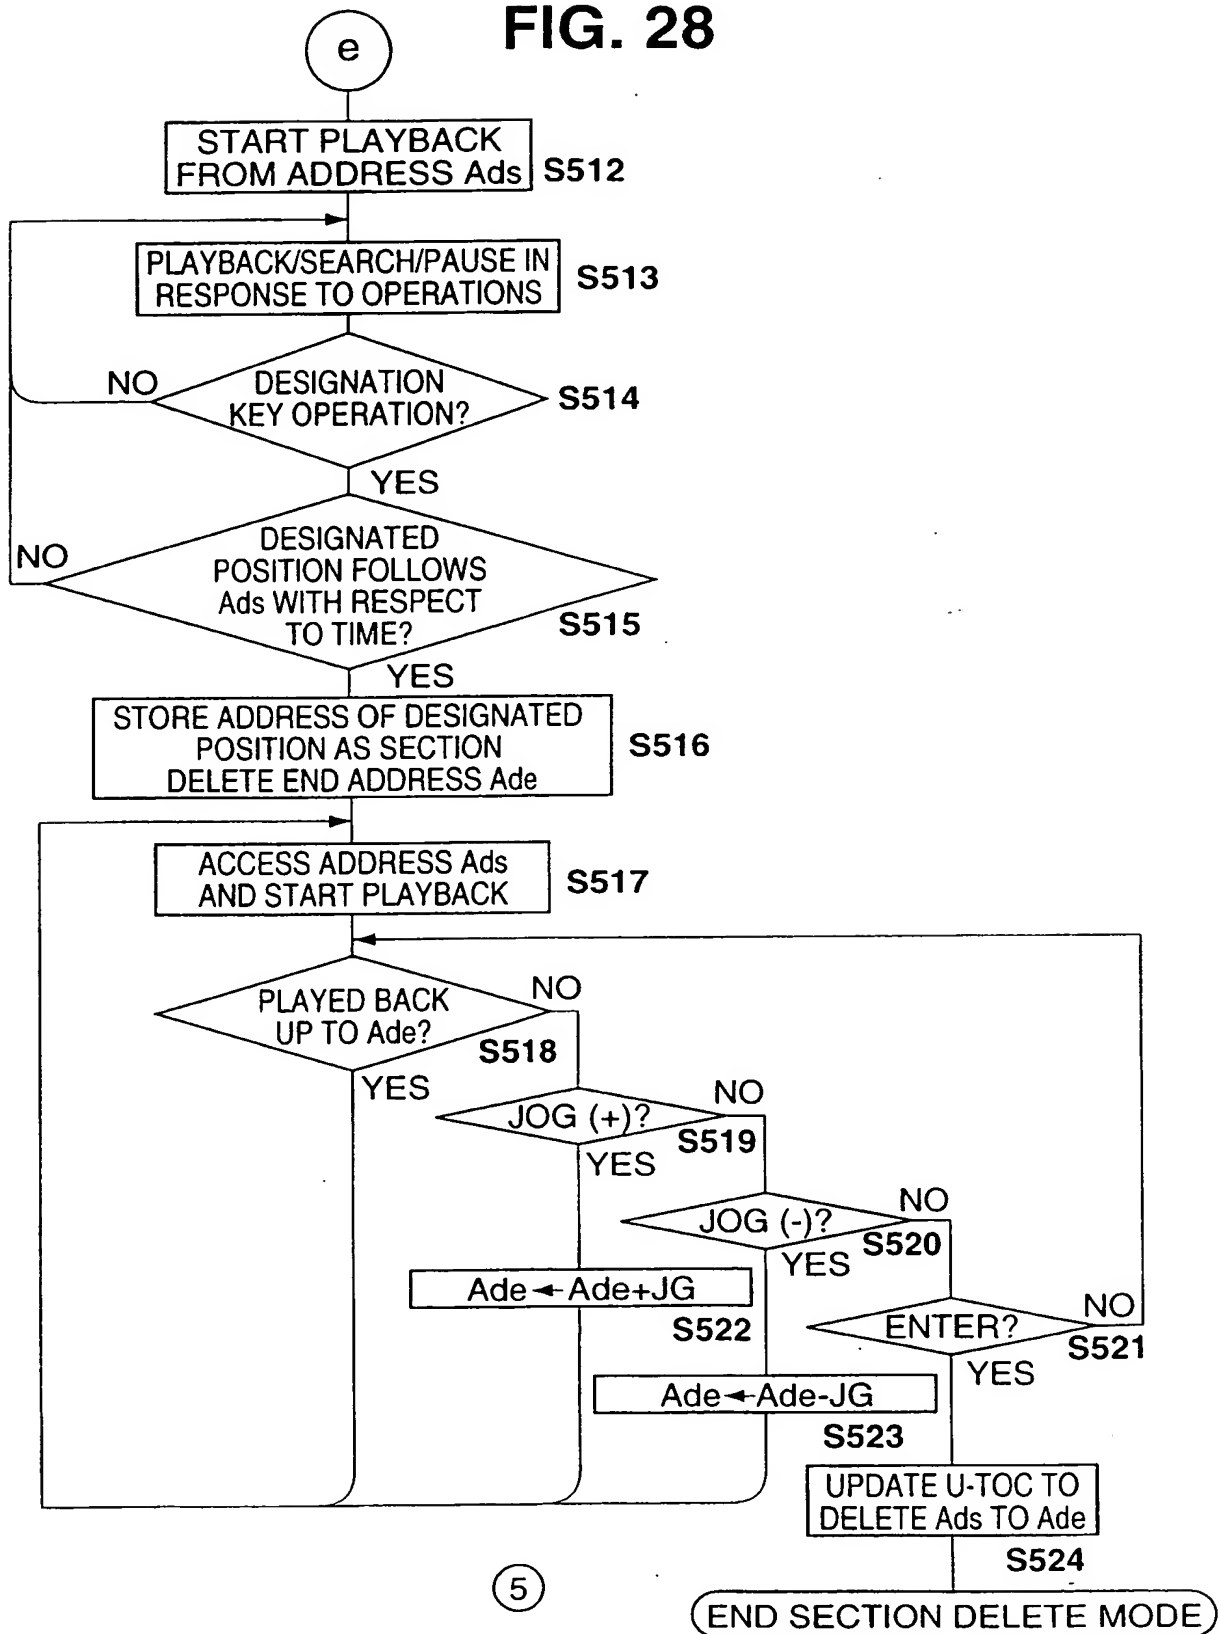 FIG. 28
e
START PLAYBACK
FROM ADDRESS Ads
S512
PLAYBACK/SEARCH/PAUSE IN
RESPONSE TO OPERATIONS
S513
NO
DESIGNATION
KEY OPERATION?
S514
YES
NO
DESIGNATED
POSITION FOLLOWS
Ads WITH RESPECT
TO TIME?
S515
YES
STORE ADDRESS OF DESIGNATED
POSITION AS SECTION
DELETE END ADDRESS Ade
S516
ACCESS ADDRESS Ads
AND START PLAYBACK
S517
PLAYED BACK
UP TO Ade?
NO
S518
YES
JOG (+)?
NO
S519
YES
JOG (-)?
NO
S520
YES
Ade←Ade+JG
S522
ENTER?
NO
S521
YES
Ade←Ade-JG
S523
UPDATE U-TOC TO
DELETE Ads TO Ade
S524
5
END SECTION DELETE MODE